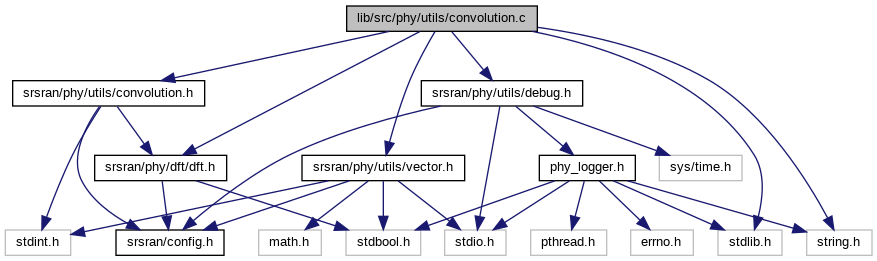 lib/src/phy/utils/convolution.c
srsran/phy/utils/convolution.h
srsran/phy/utils/debug.h
srsran/phy/dft/dft.h
srsran/phy/utils/vector.h
phy_logger.h
sys/time.h
stdint.h
srsran/config.h
math.h
stdbool.h
stdio.h
pthread.h
errno.h
stdlib.h
string.h